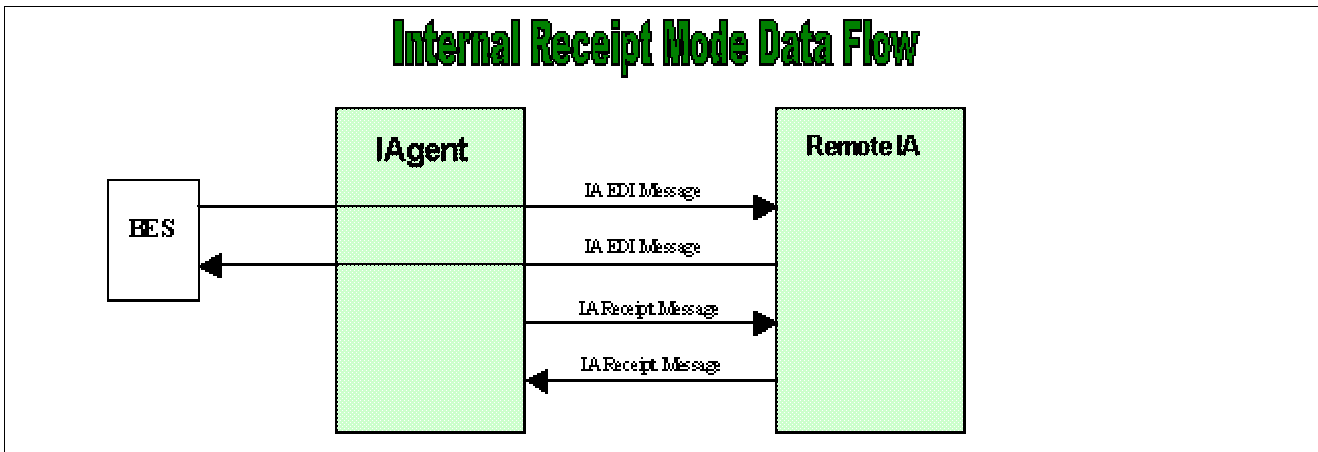 Internal Receipt Mode Data Flow
IAgent
Remote IA
BES
IA EDI Message
IA EDI Message
IA Receipt Message
IA Receipt Message